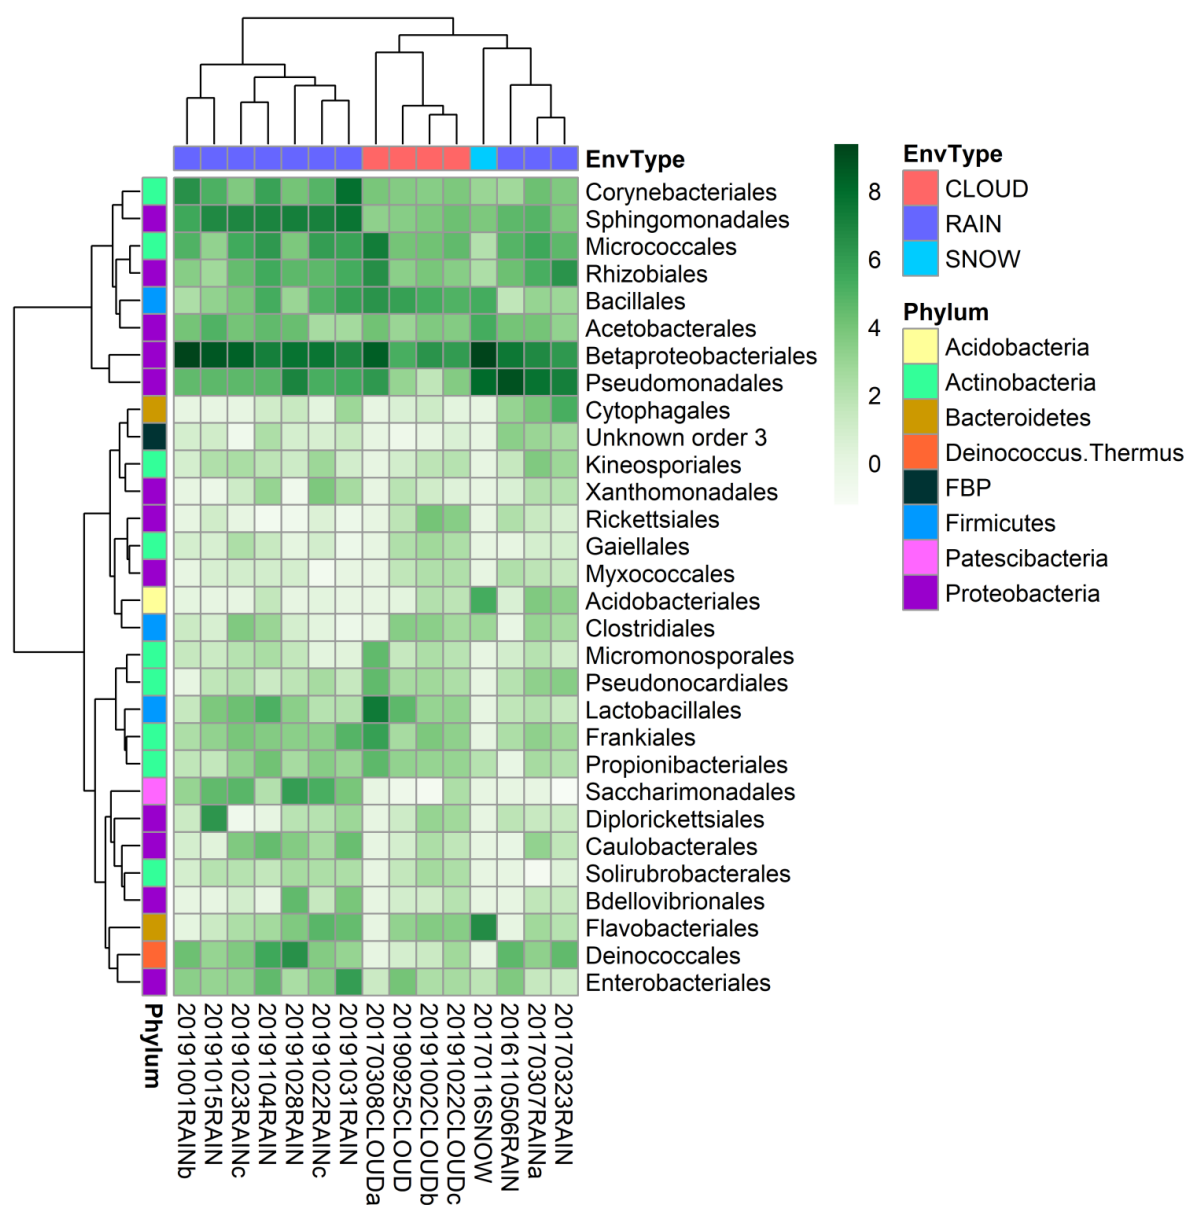 EnvType
Corynebacteriales
Sphingomonadales
Micrococcales
Rhizobiales
Bacillales
Acetobacterales
Betaproteobacteriales
Pseudomonadales
Cytophagales
Unknown order 3
Kineosporiales
Xanthomonadales
Rickettsiales
Gaiellales
Myxococcales
Acidobacteriales
Clostridiales
Micromonosporales
Pseudonocardiales
Lactobacillales
Frankiales
Propionibacteriales
Saccharimonadales
Diplorickettsiales
Caulobacterales
Solirubrobacterales
Bdellovibrionales
Flavobacteriales
Deinococcales
Enterobacteriales
Phylum
20191001RAINb
20191015RAIN
20191023RAINc
20191104RAIN
20191028RAIN
20191022RAINc
20191031RAIN
20170308CLOUDa
20190925CLOUD
20191002CLOUDb
20191022CLOUDc
20170116SNOW
2016110506RAIN
20170307RAINa
20170323RAIN
8
6
4
2
0
EnvType
CLOUD
RAIN
SNOW
Phylum
Acidobacteria
Actinobacteria
Bacteroidetes
Deinococcus.Thermus
FBP
Firmicutes
Patescibacteria
Proteobacteria